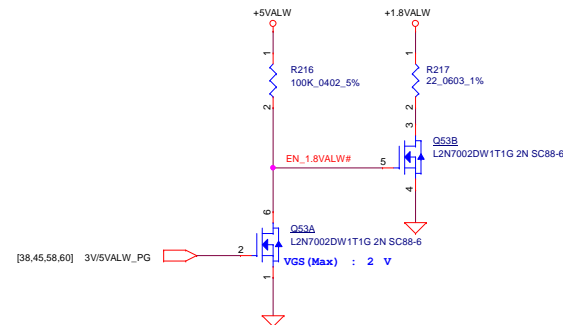 +5VALW
+1.8VALW
1
R216
100K_0402_5%
2
1
R217
22_0603_1%
2
3
Q53B
L2N7002DW1T1G 2N SC88-6
EN_1.8VALW#
5
4
6
Q53A
L2N7002DW1T1G 2N SC88-6
[38,45,58,60] 3V/5VALW_PG
2
VGS(Max) : 2 V
1